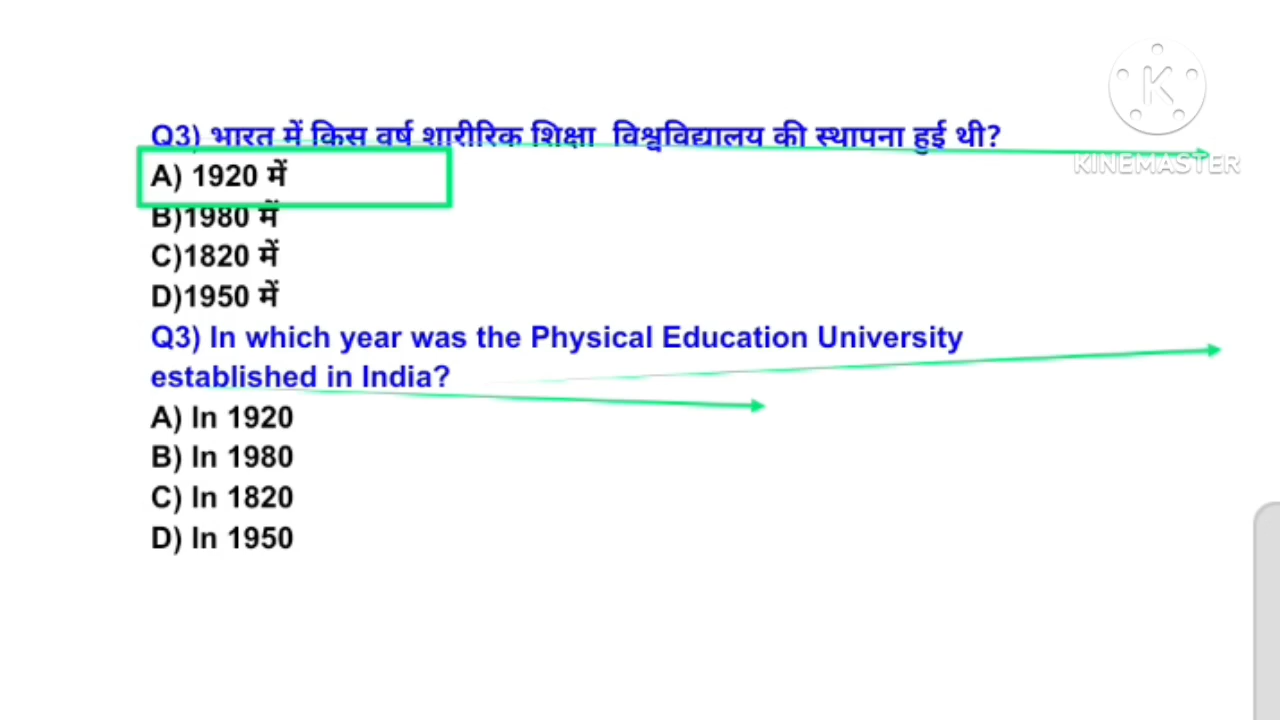 Q3) भारत में किस वर्ष शारीरिक शिक्षा विश्वविद्यालय की स्थापना हुई थी?
A) 1920 में
B)1980 में
C)1820 में
D)1950 में
Q3) In which year was the Physical Education University
established in India?
A) In 1920
B) In 1980
C) In 1820
D) In 1950
K
KINEMASTER